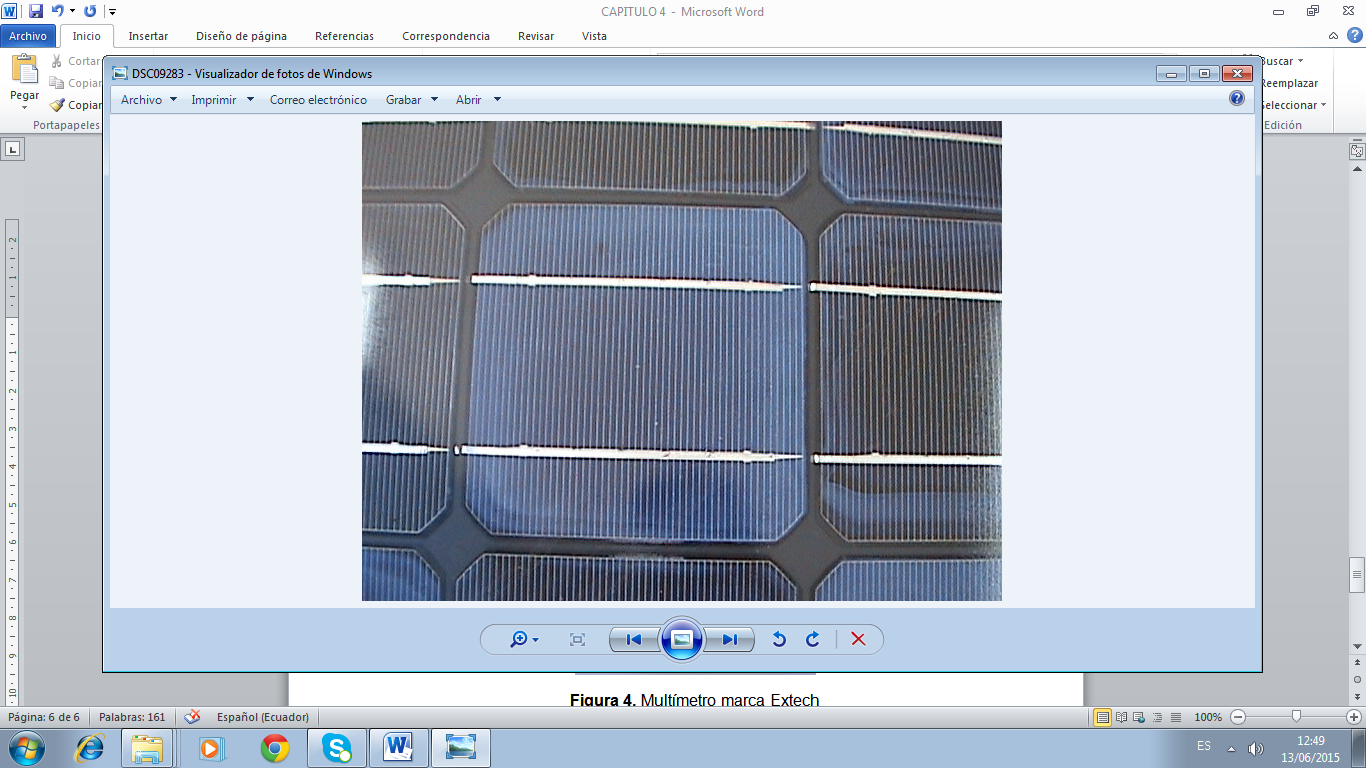 CAPITULO 4 - Microsoft Word
Archivo Inicio Insertar Diseño de página Referencias Correspondencia Revisar Vista
Pegar
Cortar
Copiar
Copiar
Portapapeles
Buscar
Reemplazar
Seleccionar
Edición
DSC09283 - Visualizador de fotos de Windows
Archivo Imprimir Correo electrónico Grabar Abrir
Figura 4. Multímetro marca Extech
Página: 6 de 6 Palabras: 161 Español (Ecuador) 100%
ES 12:49
13/06/2015